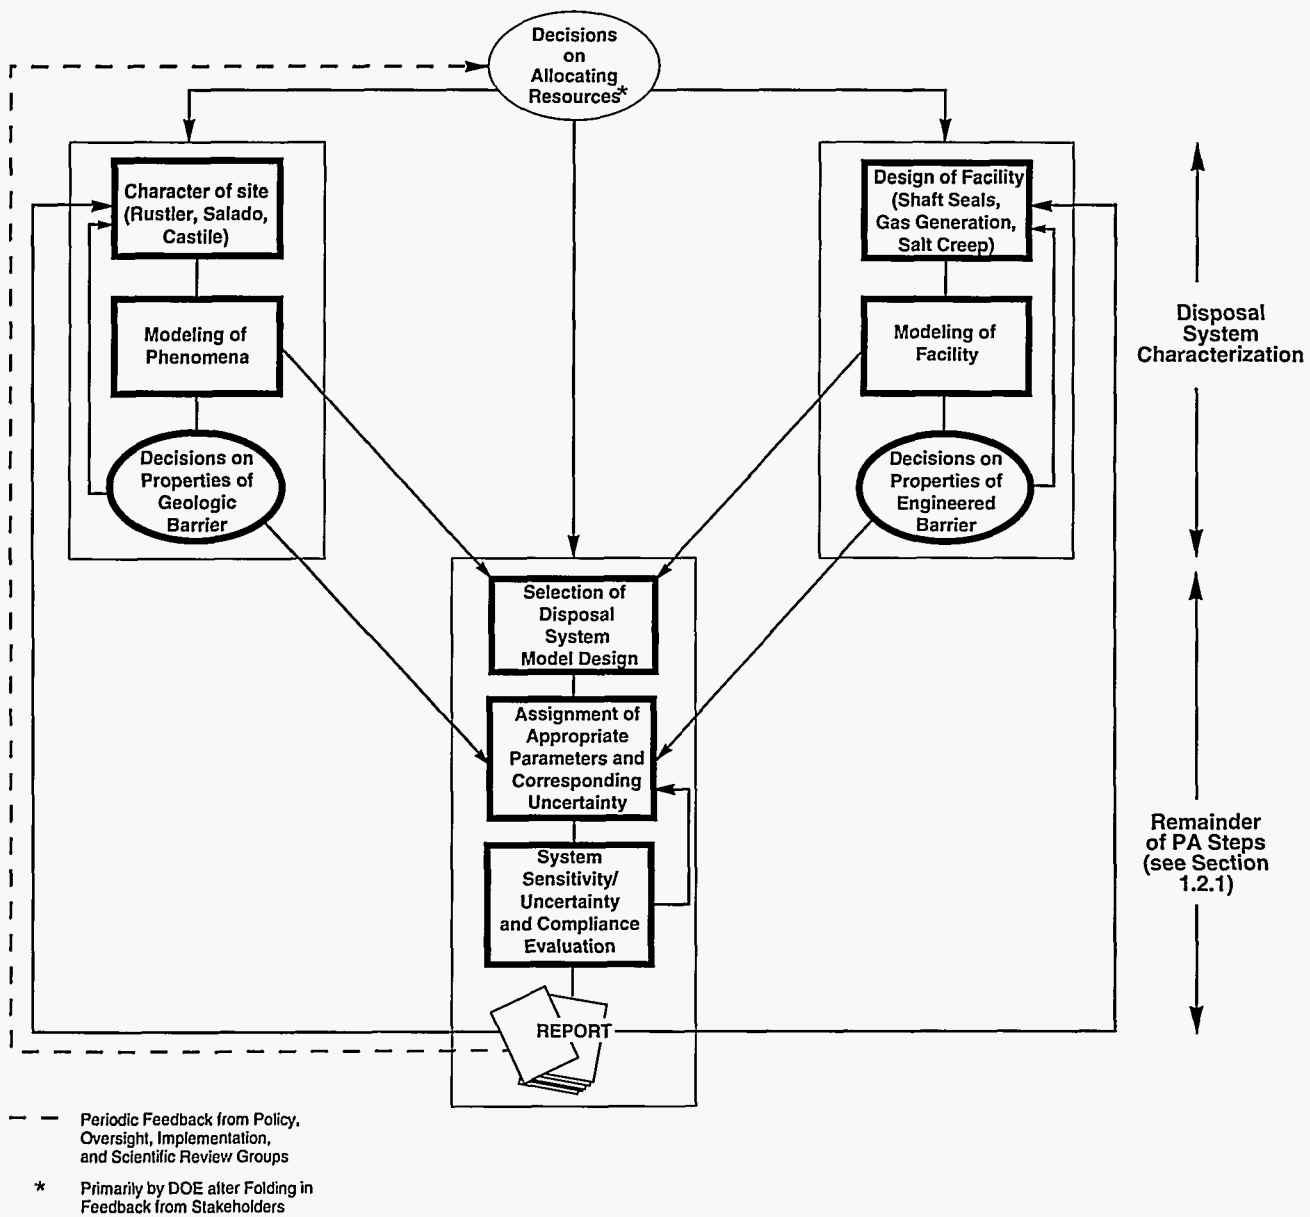 Decisions
on
Allocating
Resources*
Character of site
(Rustler, Salado,
Castile)
Modeling of
Phenomena
Decisions on
Properties of
Geologic
Barrier
Design of Facility
(Shaft Seals,
Gas Generation,
Salt Creep)
Modeling of
Facility
Decisions on
Properties of
Engineered
Barrier
Disposal
System
Characterization
Selection of
Disposal
System
Model Design
Assignment of
Appropriate
Parameters and
Corresponding
Uncertainty
System
Sensitivity/
Uncertainty
and Compliance
Evaluation
REPORT
Remainder
of PA Steps
(see Section
1.2.1)
Periodic Feedback from Policy,
Oversight, Implementation,
and Scientific Review Groups
* Primarily by DOE after Folding in
Feedback from Stakeholders